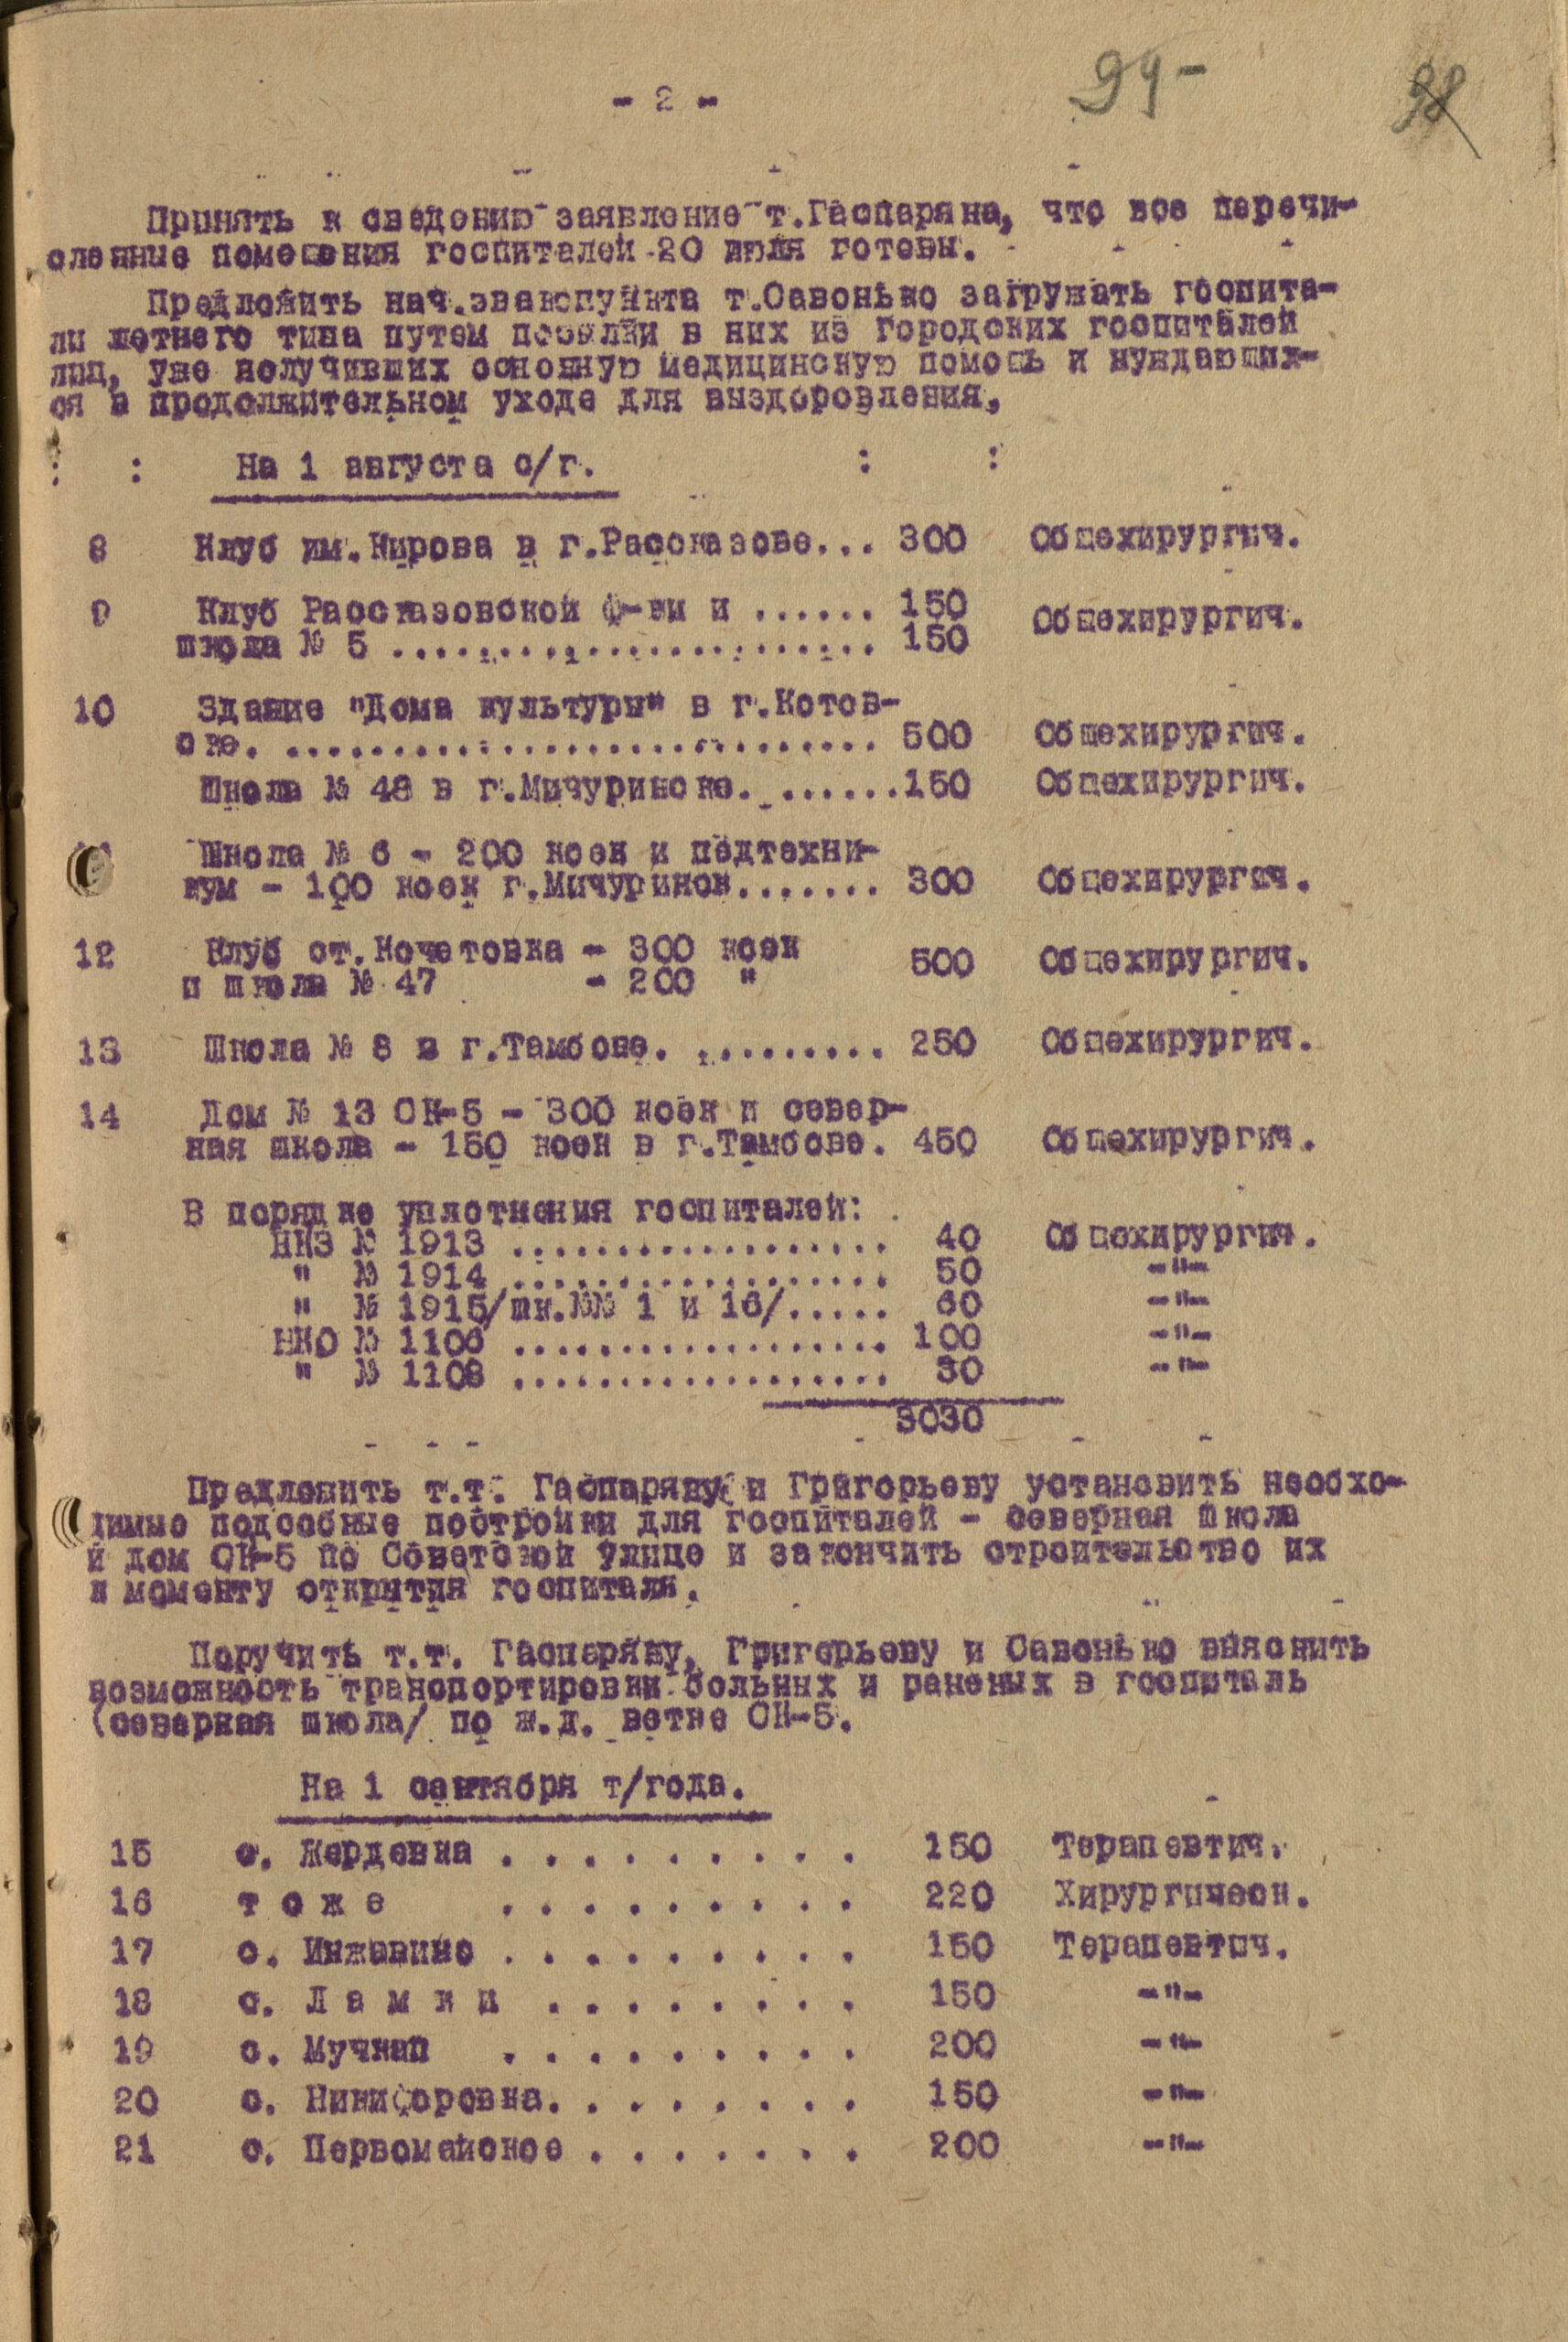 99-
98
- 2 -
Принять к сведению заявление т.Гаспаряна, что все перечи-
сленные помещения госпиталей 20 июля готовы.
Предложить нач.эвакопункта т.Савонько загружать госпита-
ли летнего типа путем посылки в них из городских госпиталей
лиц, уже получивших основную медицинскую помощь и нуждающих-
ся в продолжительном уходе для выздоровления,
: : На 1 августа с/г. : :
8 Клуб им.Кирова в г.Рассказове... 300 Общехирургич.
9 Клуб Рассказовской ф-ки и ...... 150 Общехирургич.
школа № 5 ....................... 150
10 Здание "Дома культуры" в г.Котов-
ске. ............................ 500 Общехирургич.
Школа № 48 в г.Мичуринске. .......150 Общехирургич.
Школа № 6 - 200 коек и педтехни-
кум - 100 коек г.Мичуринск....... 300 Общехирургич.
12 Клуб ст.Кочетовка - 300 коек
и школа № 47 - 200 " 500 Общехирургич.
13 Школа № 8 в г.Тамбове. ......... 250 Общехирургич.
14 Дом № 13 ОК-5 - 300 коек и север-
ная школа - 150 коек в г.Тамбове. 450 Общехирургич.
В порядке уплотнения госпиталей:
НКЗ № 1913 .................. 40 Общехирургич.
" № 1914 .................. 50 -"-
" № 1915/шк.№№ 1 и 16/..... 60 -"-
НКО № 1106 .................. 100 -"-
" № 1108 .................. 30 -"-
3030
Предложить т.т. Гаспаряну и Григорьеву установить необхо-
димые подсобные постройки для госпиталей - северная школа
и дом ОК-5 по Советской улице и закончить строительство их
к моменту открытия госпиталя.
Поручить т.т. Гаспаряну, Григорьеву и Савонько выяснить
возможность транспортировки больных и раненых в госпиталь
(северная школа/ по ж.д. ветке ОК-5.
На 1 сентября т/года.
15 с. Жердевка . . . . . . . . . 150 Терапевтич.
16 т о ж е . . . . . . . . . 220 Хирургическ.
17 с. Инжавино . . . . . . . . . 150 Терапевтич.
18 с. Л а м к и . . . . . . . . 150 -"-
19 с. Мучкап . . . . . . . . . 200 -"-
20 с. Никифоровка. . . . . . . . 150 -"-
21 с. Первомайское . . . . . . . 200 -"-